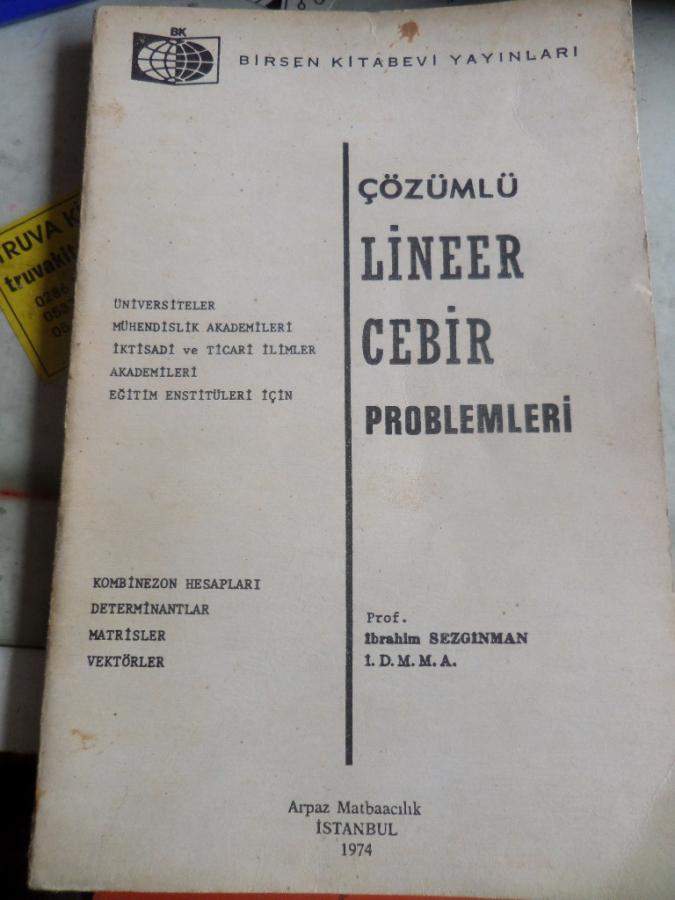 BK
BİRSEN KİTABEVİ YAYINLARI
ÇÖZÜMLÜ
LİNEER
CEBİR
PROBLEMLERİ
ÜNİVERSİTELER
MÜHENDİSLİK AKADEMİLERİ
İKTİSADİ ve TİCARİ İLİMLER
AKADEMİLERİ
EĞİTİM ENSTİTÜLERİ İÇİN
KOMBİNEZON HESAPLARI
DETERMİNANTLAR
MATRİSLER
VEKTÖRLER
Prof.
İbrahim SEZGİNMAN
İ.D.M.M.A.
Arpaz Matbaacılık
İSTANBUL
1974
TRUVA
0286